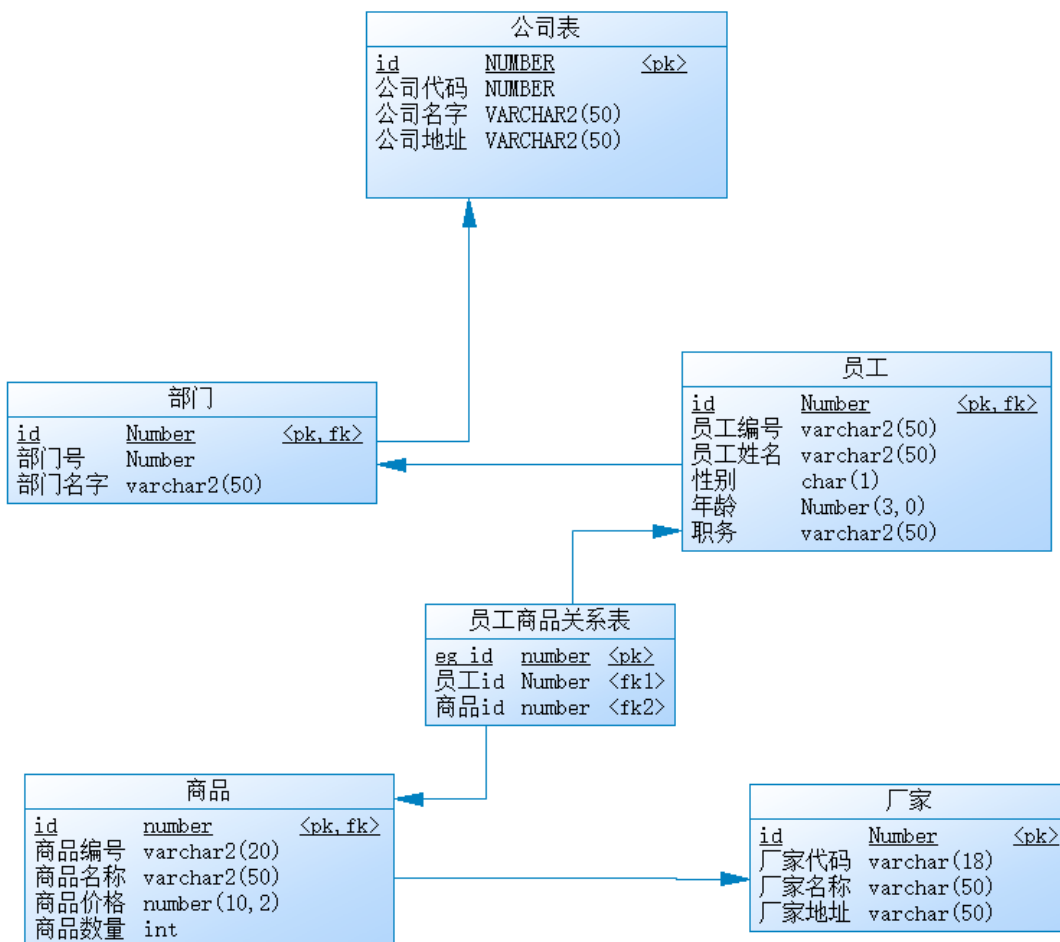 公司表
id NUMBER <pk>
公司代码 NUMBER
公司名字 VARCHAR2(50)
公司地址 VARCHAR2(50)
部门
id Number <pk, fk>
部门号 Number
部门名字 varchar2(50)
员工
id Number <pk, fk>
员工编号 varchar2(50)
员工姓名 varchar2(50)
性别 char(1)
年龄 Number(3,0)
职务 varchar2(50)
员工商品关系表
eg_id number <pk>
员工id Number <fk1>
商品id number <fk2>
商品
id number <pk, fk>
商品编号 varchar2(20)
商品名称 varchar2(50)
商品价格 number(10,2)
商品数量 int
厂家
id Number <pk>
厂家代码 varchar(18)
厂家名称 varchar(50)
厂家地址 varchar(50)